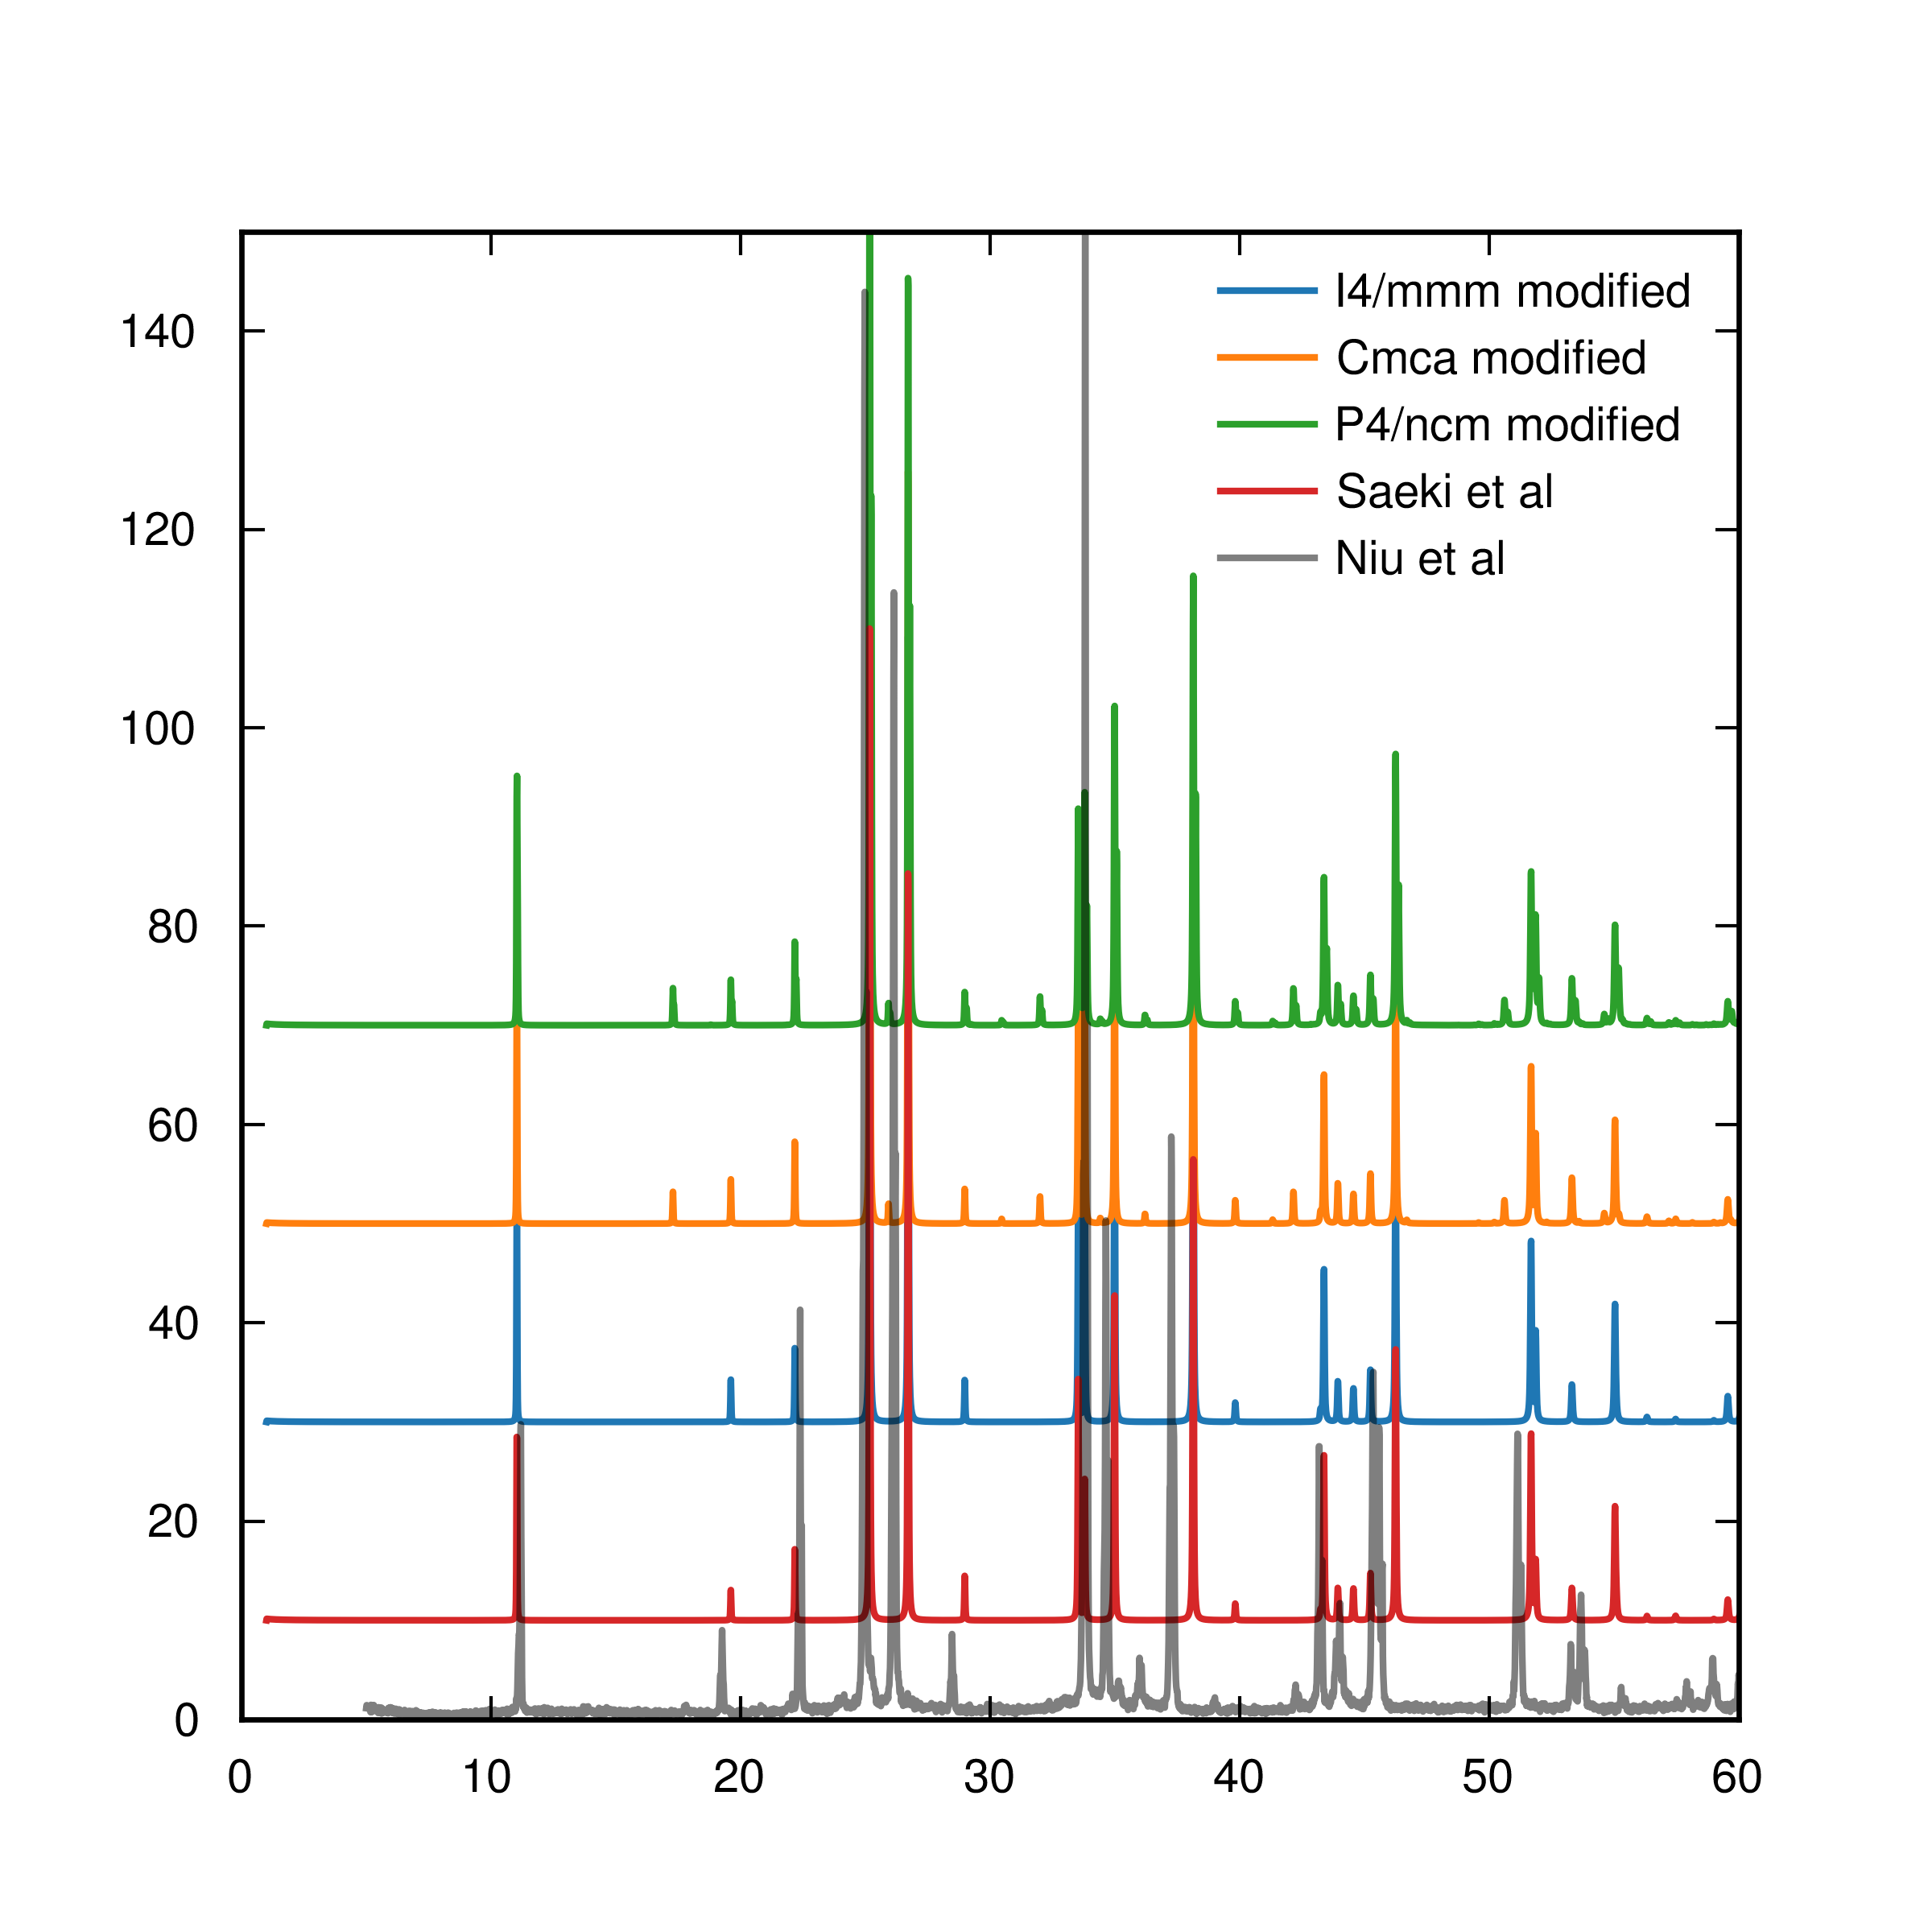 I4/mmm modified
Cmca modified
P4/ncm modified
Saeki et al
Niu et al
140
120
100
80
60
40
20
0
0 10 20 30 40 50 60